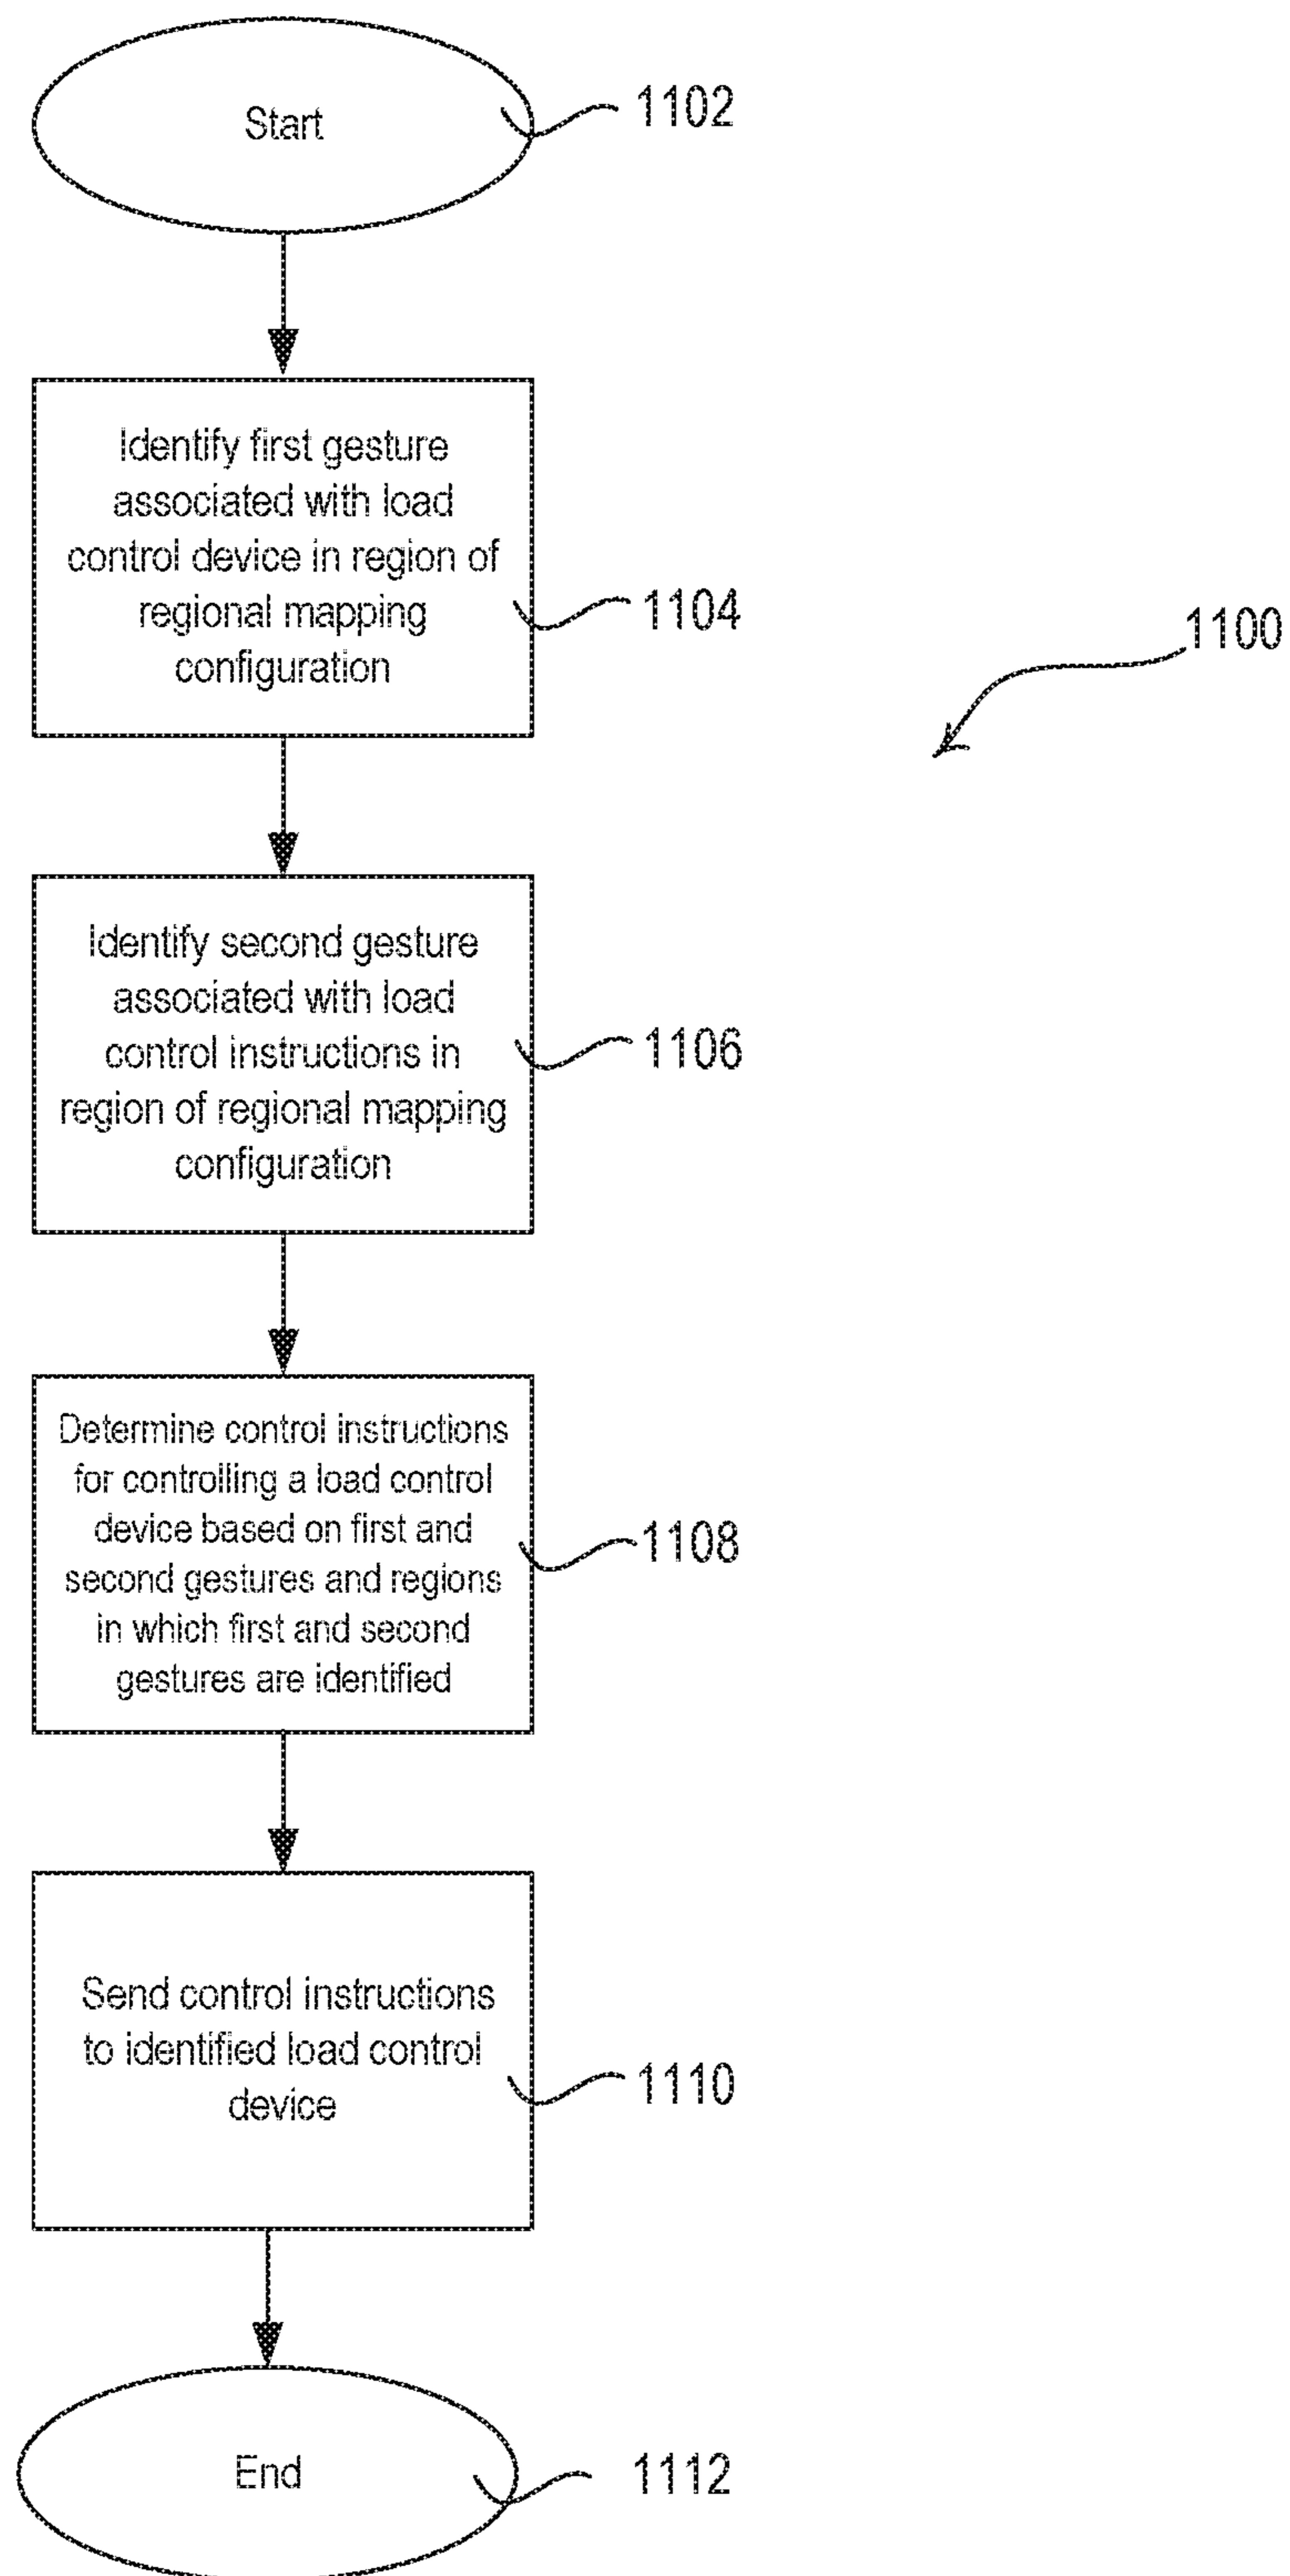 Start
1102
Identify first gesture
associated with load
control device in region of
regional mapping
configuration
1104
1100
Identify second gesture
associated with load
control instructions in
region of regional mapping
configuration
1106
Determine control instructions
for controlling a load control
device based on first and
second gestures and regions
in which first and second
gestures are identified
1108
Send control instructions
to identified load control
device
1110
End
1112